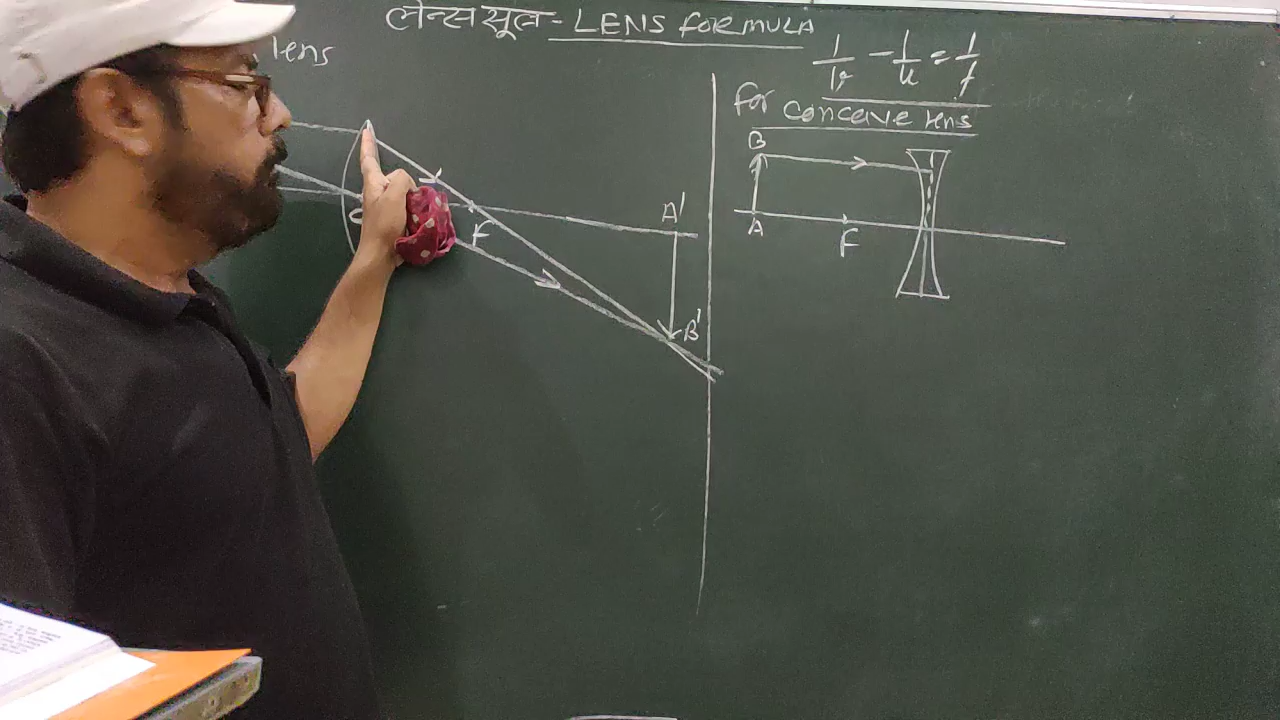 लेन्स सूत्र - LENS FORMULA
lens
1/v - 1/u = 1/f
for concave lens
B
A
F
A'
F
B'